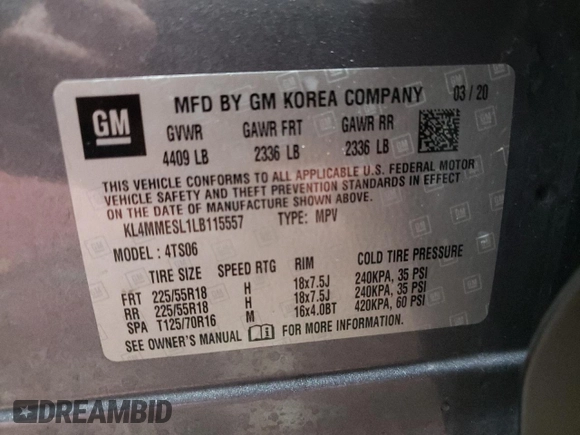 GM
MFD BY GM KOREA COMPANY 03 / 20
GVWR GAWR FRT GAWR RR
4409 LB 2336 LB 2336 LB
THIS VEHICLE CONFORMS TO ALL APPLICABLE U.S. FEDERAL MOTOR
VEHICLE SAFETY AND THEFT PREVENTION STANDARDS IN EFFECT
ON THE DATE OF MANUFACTURE SHOWN ABOVE.
KL4MMESL1LB115557 TYPE: MPV
MODEL : 4TS06
TIRE SIZE SPEED RTG RIM COLD TIRE PRESSURE
FRT 225/55R18 H 18x7.5J 240KPA, 35 PSI
RR 225/55R18 H 18x7.5J 240KPA, 35 PSI
SPA T125/70R16 M 16x4.0BT 420KPA, 60 PSI
SEE OWNER'S MANUAL FOR MORE INFORMATION.
DREAMBID